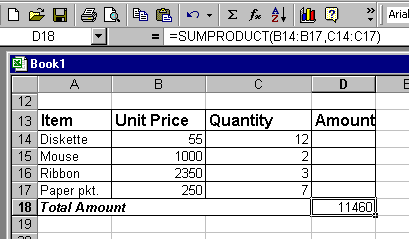 Arial
D18 = =SUMPRODUCT(B14:B17,C14:C17)
Book1
A B C D E
12
13 Item Unit Price Quantity Amount
14 Diskette 55 12
15 Mouse 1000 2
16 Ribbon 2350 3
17 Paper pkt. 250 7
18 Total Amount 11460
19